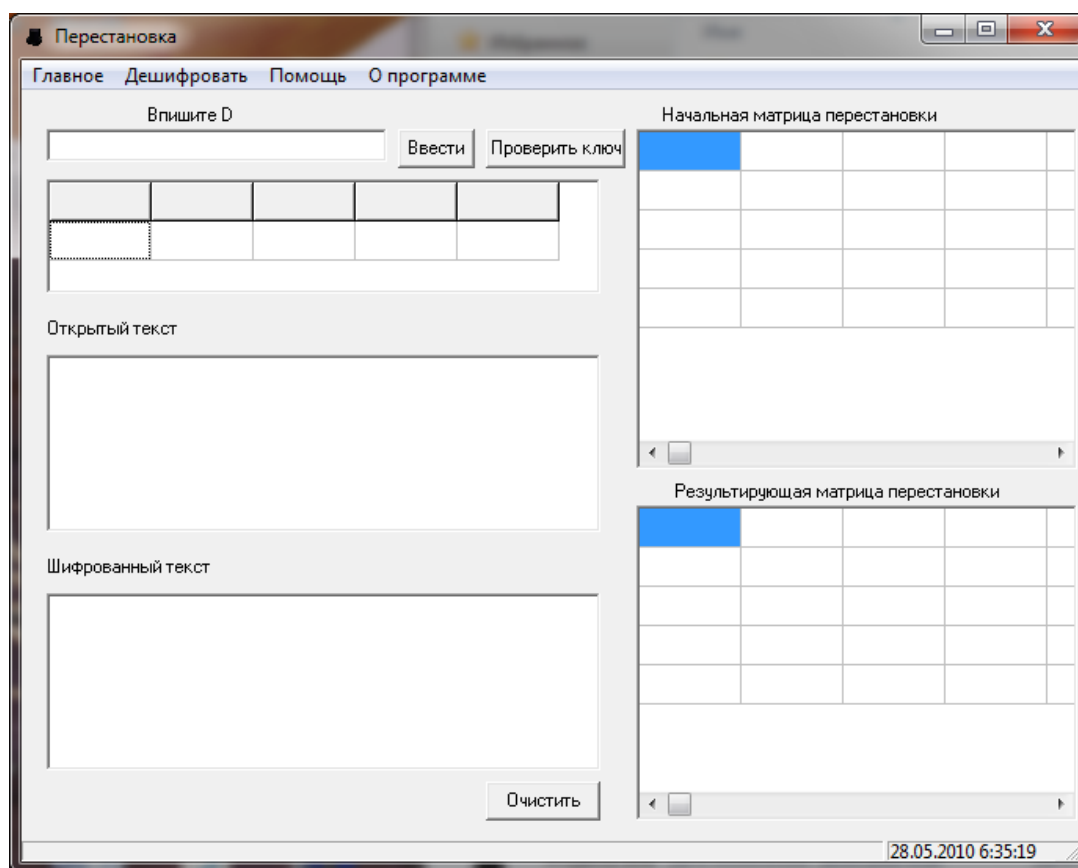 Перестановка
Главное Дешифровать Помощь О программе
Впишите D
Ввести Проверить ключ
Открытый текст
Шифрованный текст
Очистить
Начальная матрица перестановки
Результирующая матрица перестановки
28.05.2010 6:35:19